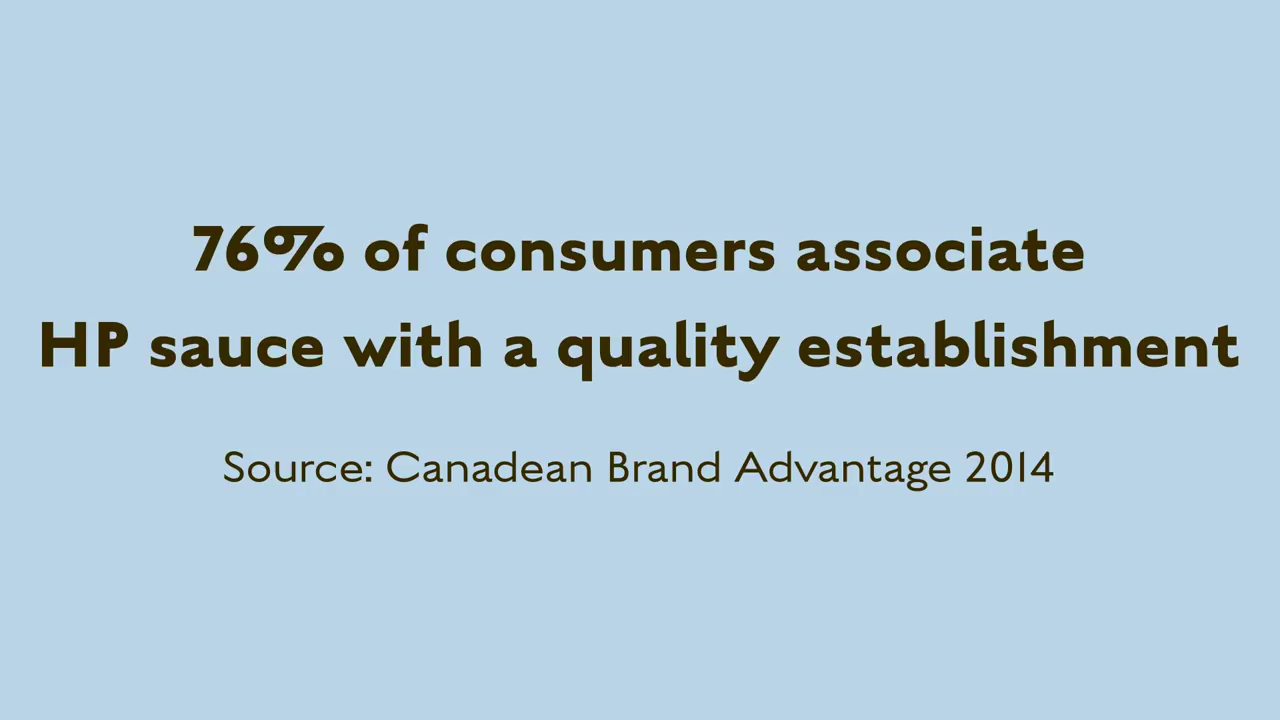 76% of consumers associate
HP sauce with a quality establishment
Source: Canadean Brand Advantage 2014